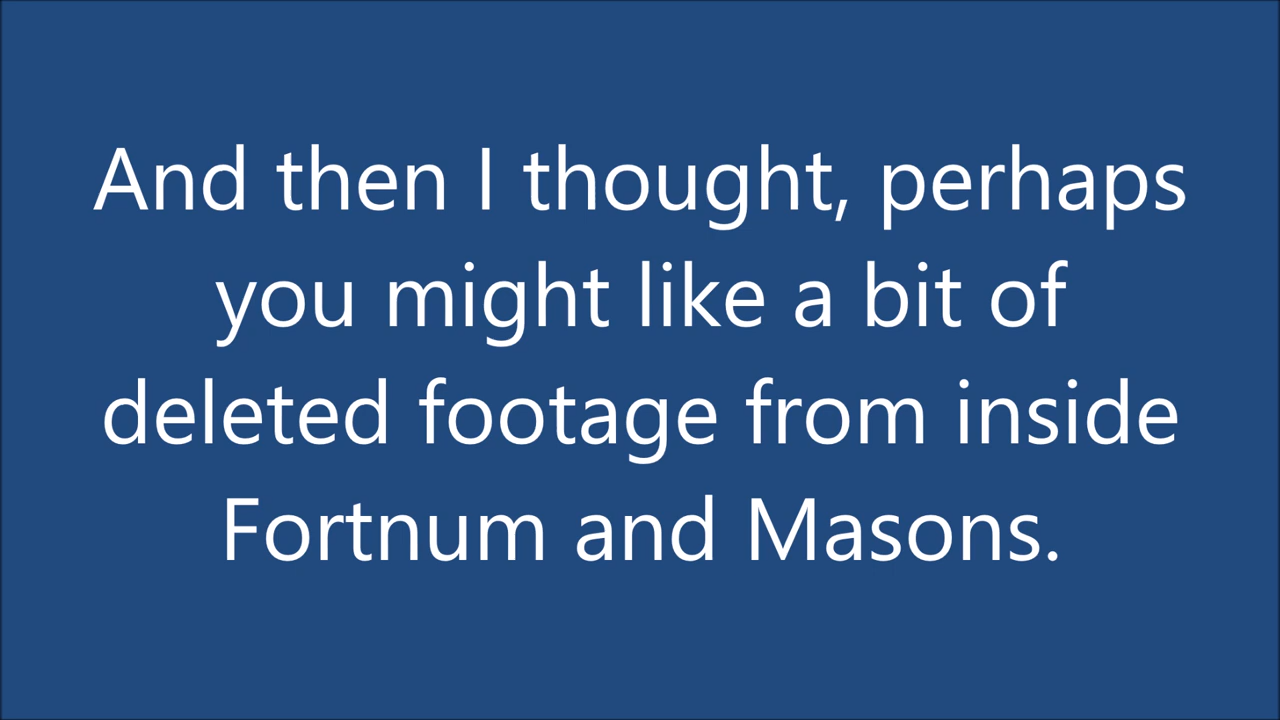 And then I thought, perhaps
you might like a bit of
deleted footage from inside
Fortnum and Masons.